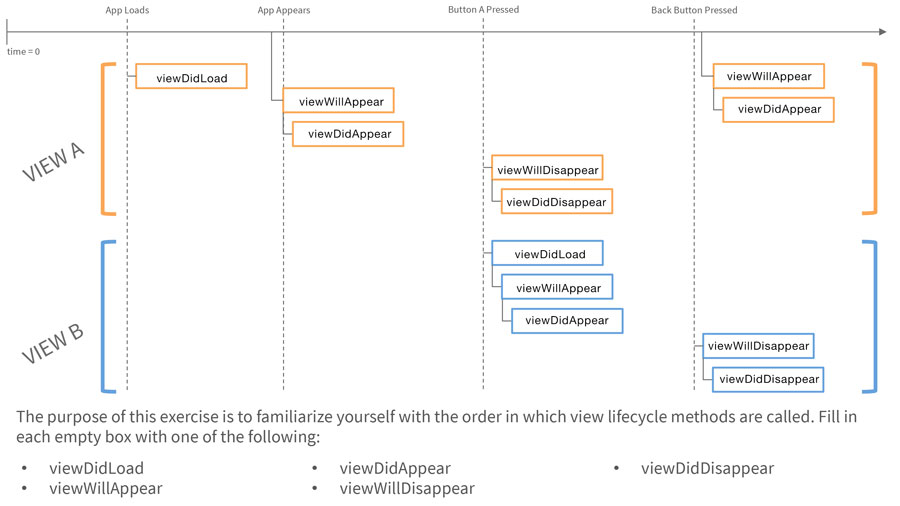 App Loads
App Appears
Button A Pressed
Back Button Pressed
time = 0
VIEW A
viewDidLoad
viewWillAppear
viewDidAppear
viewWillDisappear
viewDidDisappear
viewWillAppear
viewDidAppear
VIEW B
viewDidLoad
viewWillAppear
viewDidAppear
viewWillDisappear
viewDidDisappear
The purpose of this exercise is to familiarize yourself with the order in which view lifecycle methods are called. Fill in
each empty box with one of the following:
• viewDidLoad
• viewWillAppear
• viewDidAppear
• viewWillDisappear
• viewDidDisappear